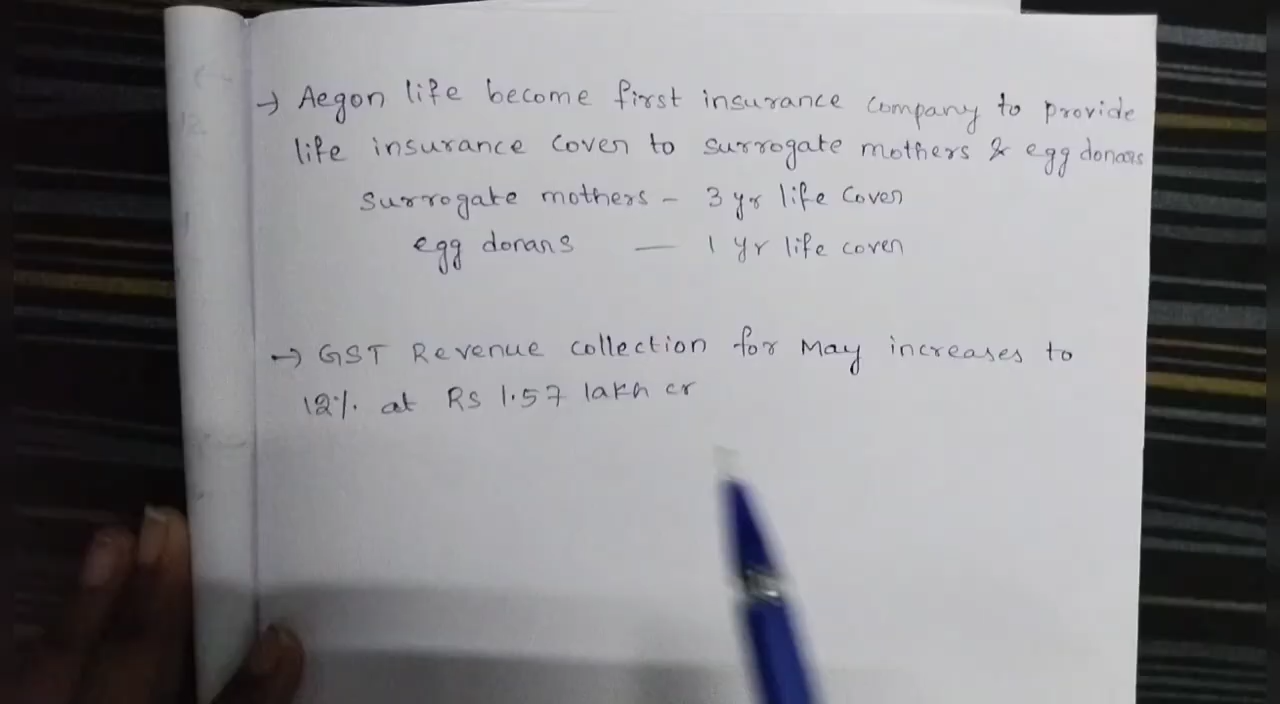 → Aegon life become first insurance company to provide
life insurance cover to surrogate mothers & egg donars
surrogate mothers - 3 yr life cover
egg donars — 1 yr life cover
→ GST Revenue collection for May increases to
12% at RS 1.57 lakh cr